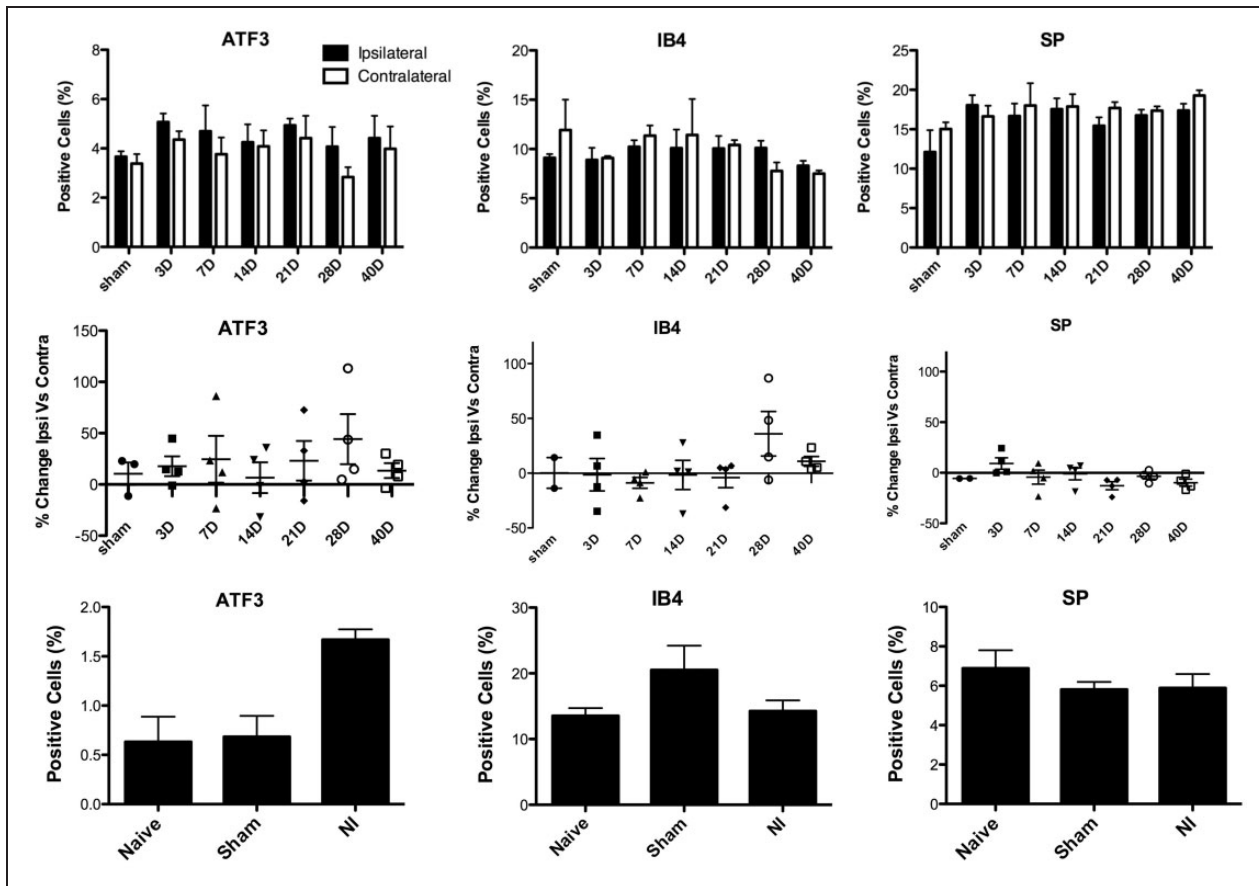 ATF3
Ipsilateral
Contralateral
Positive Cells (%)
8
6
4
2
0
sham
3D
7D
14D
21D
28D
40D
IB4
Positive Cells (%)
20
15
10
5
0
sham
3D
7D
14D
21D
28D
40D
SP
Positive Cells (%)
25
20
15
10
5
0
sham
3D
7D
14D
21D
28D
40D
ATF3
% Change Ipsi Vs Contra
150
100
50
0
-50
sham
3D
7D
14D
21D
28D
40D
IB4
% Change Ipsi Vs Contra
100
50
0
-50
sham
3D
7D
14D
21D
28D
40D
SP
% Change Ipsi Vs Contra
100
50
0
-50
sham
3D
7D
14D
21D
28D
40D
ATF3
Positive Cells (%)
2.0
1.5
1.0
0.5
0.0
Naive
Sham
NI
IB4
Positive Cells (%)
30
20
10
0
Naive
Sham
NI
SP
Positive Cells (%)
10
8
6
4
2
0
Naive
Sham
NI